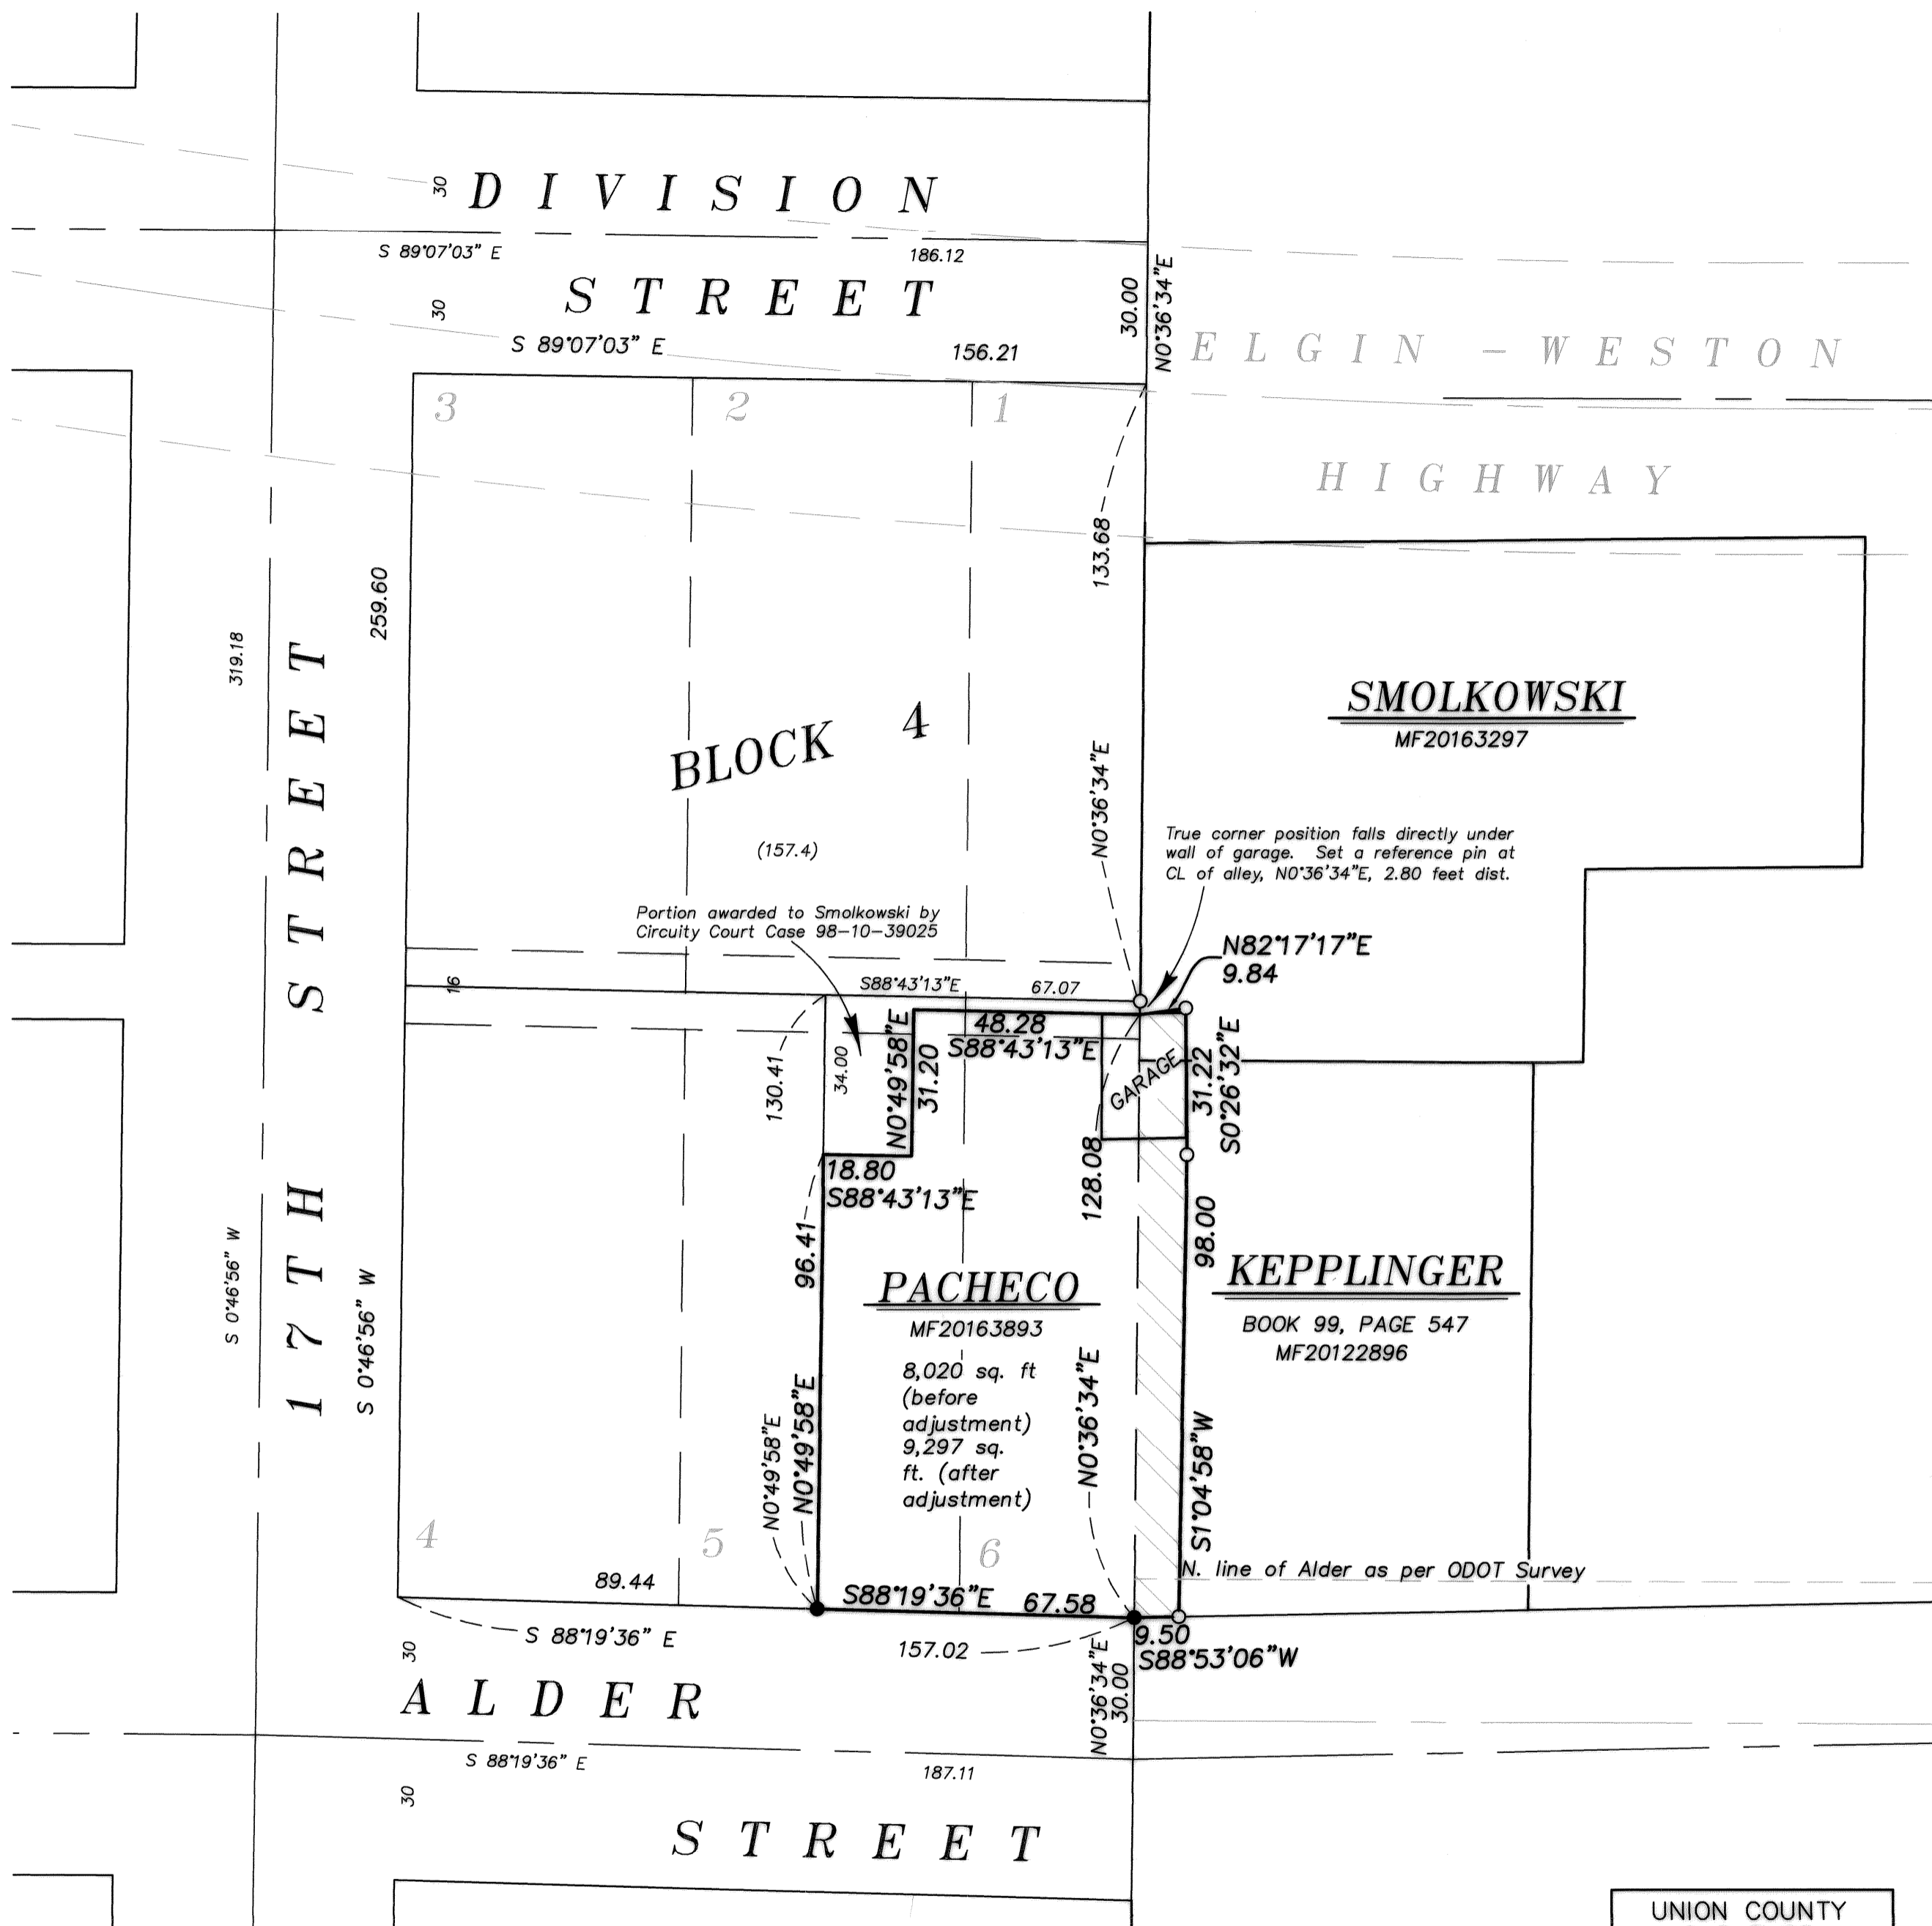 30
DIVISION
S 89°07'03" E
186.12
30
STREET
S 89°07'03" E
156.21
30.00
N0°36'34"E
ELGIN - WESTON
HIGHWAY
3
2
1
133.68
259.60
319.18
17TH STREET
S 0°46'56" W
S 0°46'56" W
BLOCK 4
(157.4)
N0°36'34"E
SMOLKOWSKI
MF20163297
True corner position falls directly under
wall of garage. Set a reference pin at
CL of alley, N0°36'34"E, 2.80 feet dist.
Portion awarded to Smolkowski by
Circuity Court Case 98-10-39025
N82°17'17"E
9.84
16
S88°43'13"E
67.07
48.28
S88°43'13"E
130.41
34.00
N0°49'58"E
31.20
GARAGE
31.22
S0°26'32"E
128.08
18.80
S88°43'13"E
96.41
98.00
PACHECO
MF20163893
8,020 sq. ft
(before
adjustment)
9,297 sq.
ft. (after
adjustment)
KEPPLINGER
BOOK 99, PAGE 547
MF20122896
N0°49'58"E
N0°49'58"E
N0°36'34"E
S1°04'58"W
4
5
6
N. line of Alder as per ODOT Survey
89.44
S88°19'36"E
67.58
S 88°19'36" E
157.02
9.50
S88°53'06"W
N0°36'34"E
30.00
30
ALDER
S 88°19'36" E
187.11
30
STREET
UNION COUNTY